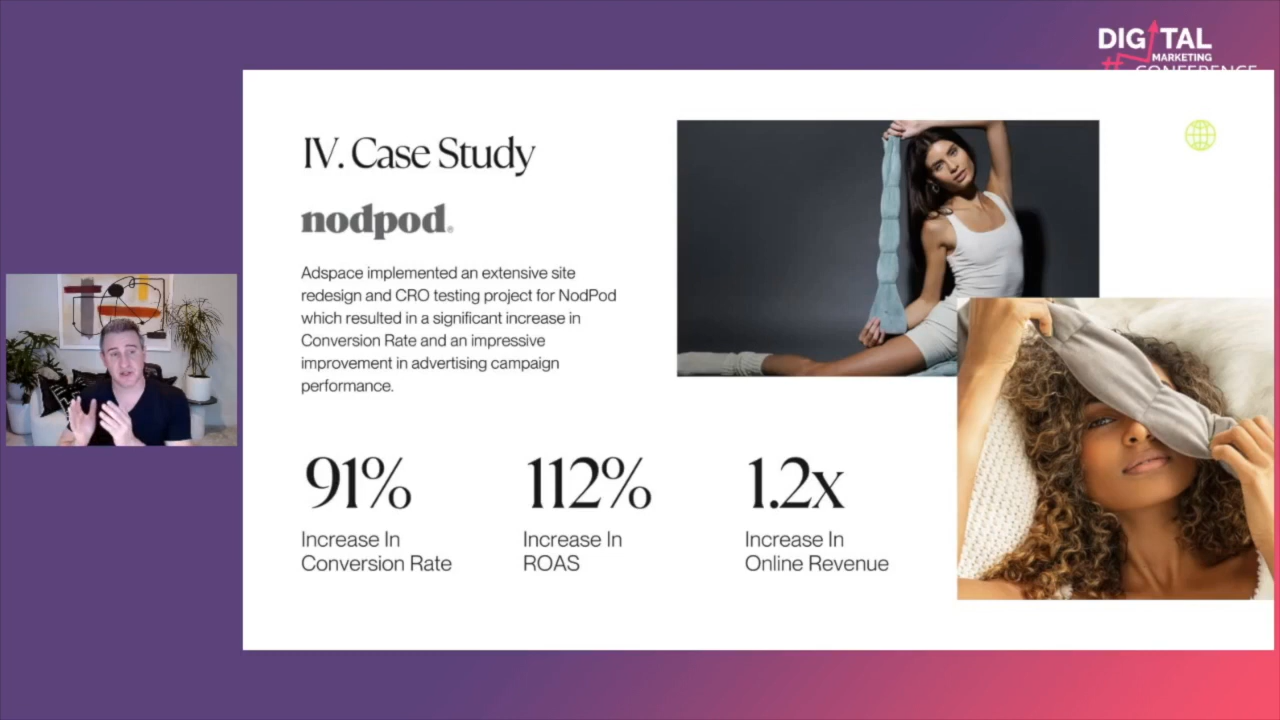 DIGITAL
MARKETING
CONFERENCE
IV. Case Study
nodpod®
Adspace implemented an extensive site
redesign and CRO testing project for NodPod
which resulted in a significant increase in
Conversion Rate and an impressive
improvement in advertising campaign
performance.
91%
Increase In
Conversion Rate
112%
Increase In
ROAS
1.2x
Increase In
Online Revenue